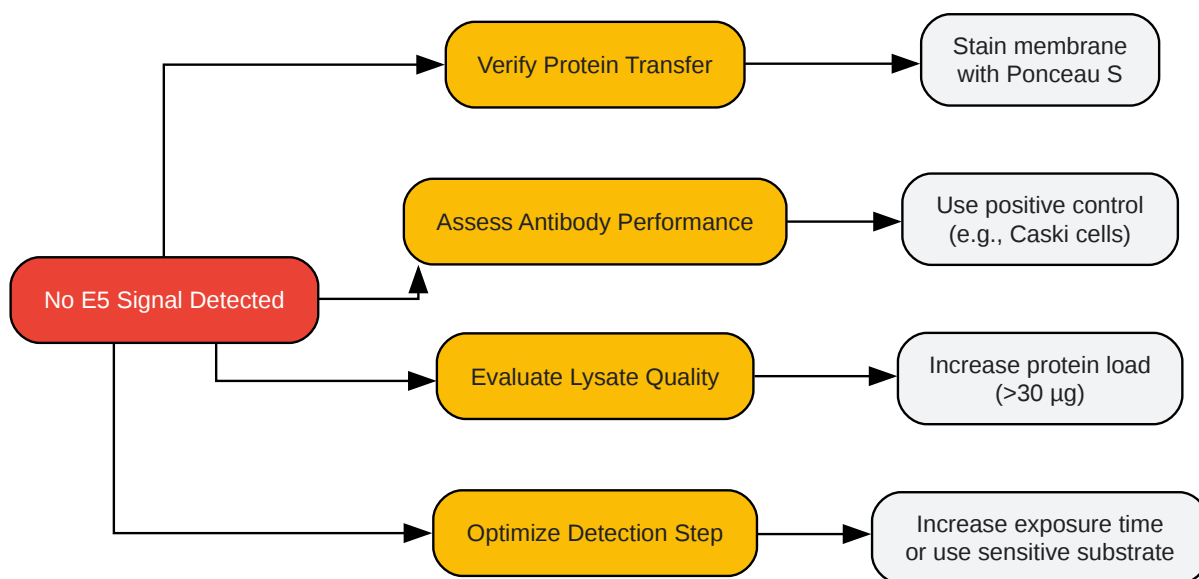 Verify Protein Transfer
Stain membrane
with Ponceau S
Assess Antibody Performance
Use positive control
(e.g., Caski cells)
No E5 Signal Detected
Evaluate Lysate Quality
Increase protein load
(>30 µg)
Optimize Detection Step
Increase exposure time
or use sensitive substrate